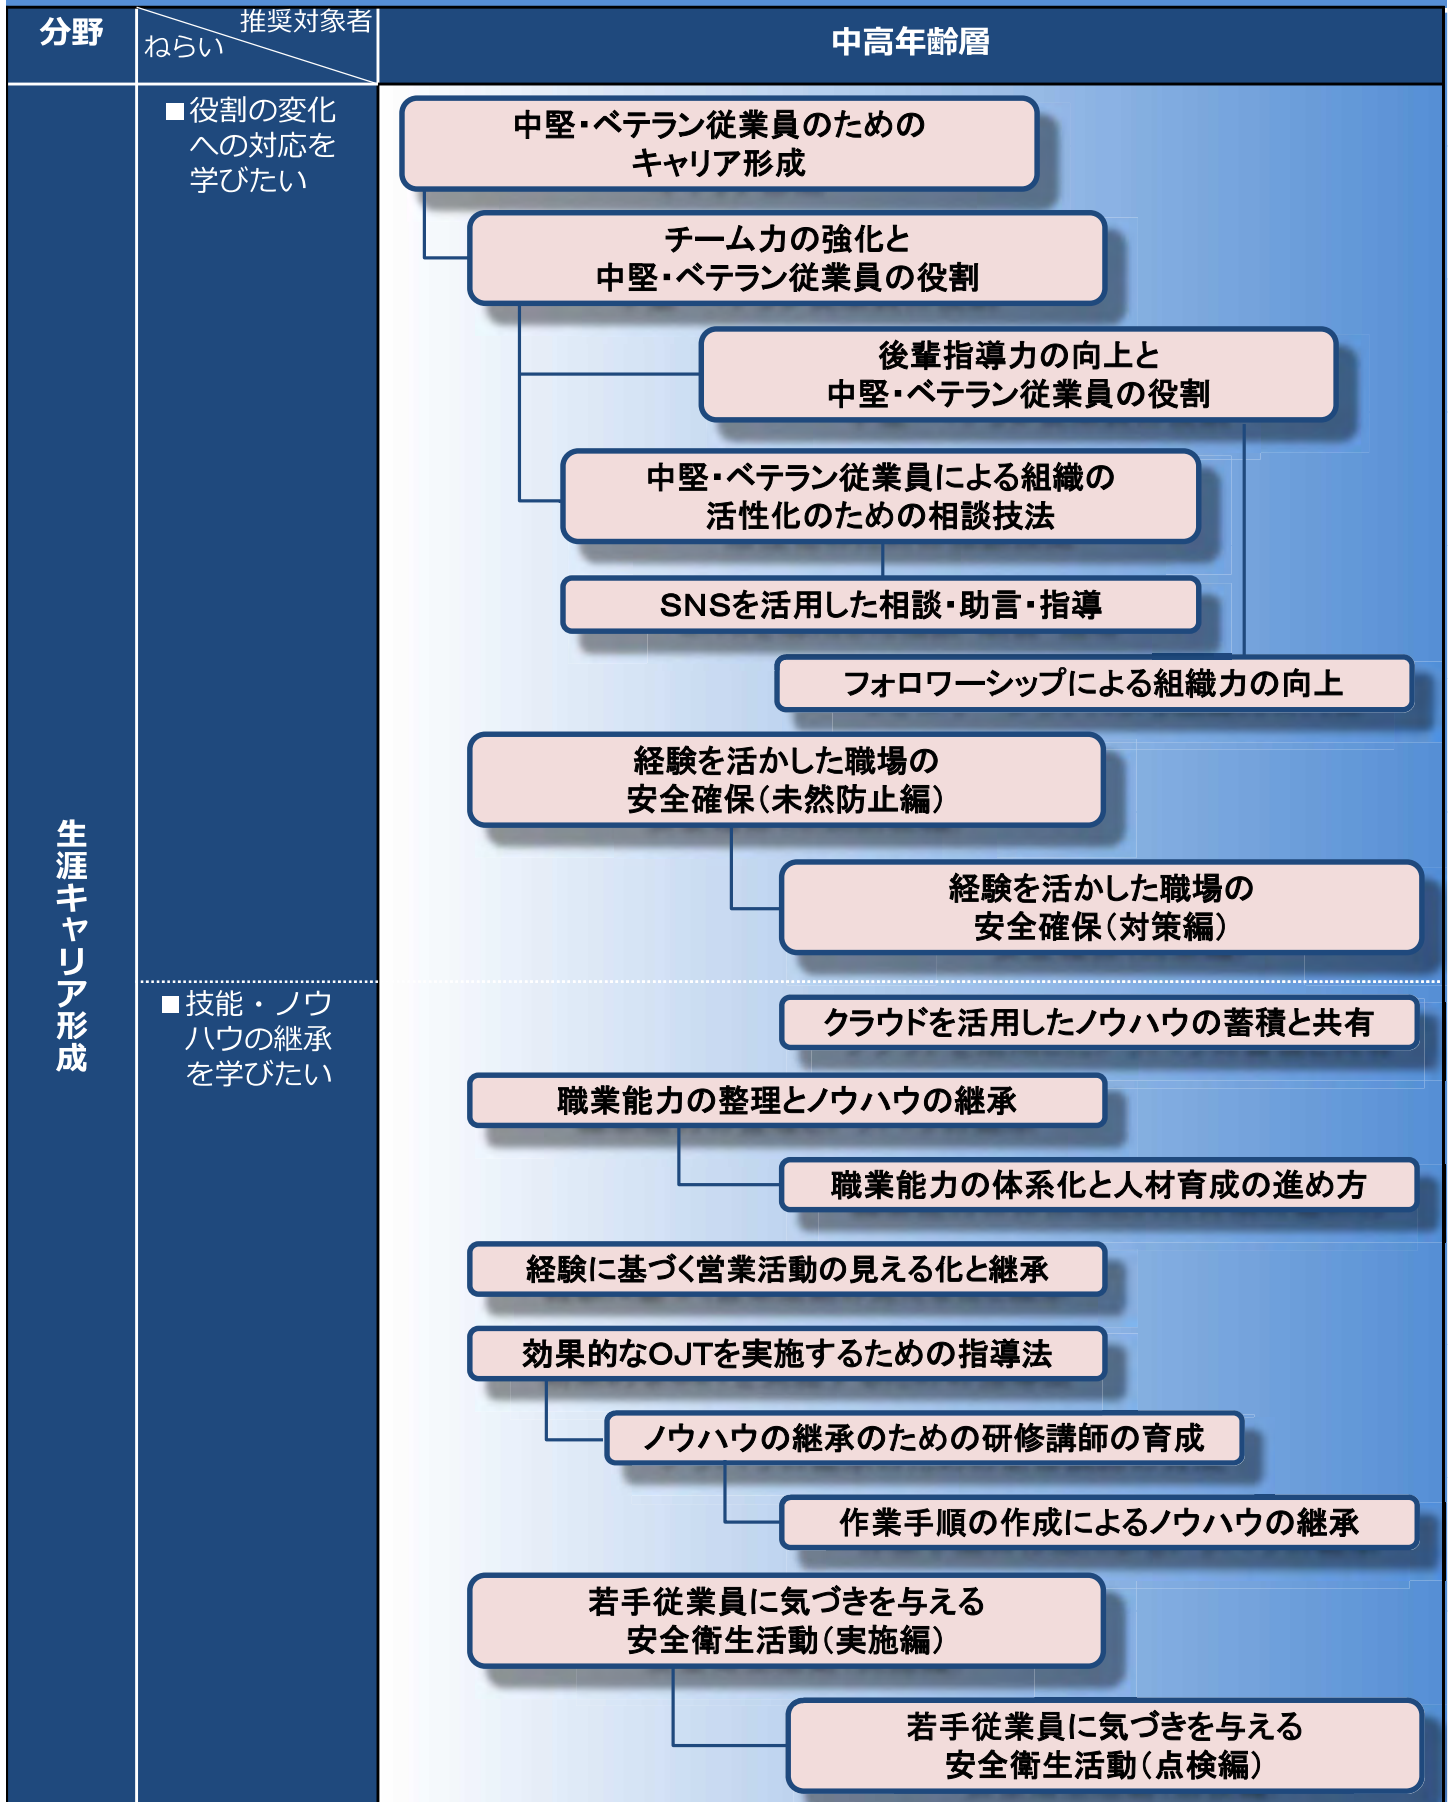 分野
推奨対象者
ねらい
中高年齢層
生涯キャリア形成
■役割の変化
への対応を
学びたい
中堅・ベテラン従業員のための
キャリア形成
チーム力の強化と
中堅・ベテラン従業員の役割
後輩指導力の向上と
中堅・ベテラン従業員の役割
中堅・ベテラン従業員による組織の
活性化のための相談技法
SNSを活用した相談・助言・指導
フォロワーシップによる組織力の向上
経験を活かした職場の
安全確保(未然防止編)
経験を活かした職場の
安全確保(対策編)
■技能・ノウ
ハウの継承
を学びたい
クラウドを活用したノウハウの蓄積と共有
職業能力の整理とノウハウの継承
職業能力の体系化と人材育成の進め方
経験に基づく営業活動の見える化と継承
効果的なOJTを実施するための指導法
ノウハウの継承のための研修講師の育成
作業手順の作成によるノウハウの継承
若手従業員に気づきを与える
安全衛生活動(実施編)
若手従業員に気づきを与える
安全衛生活動(点検編)